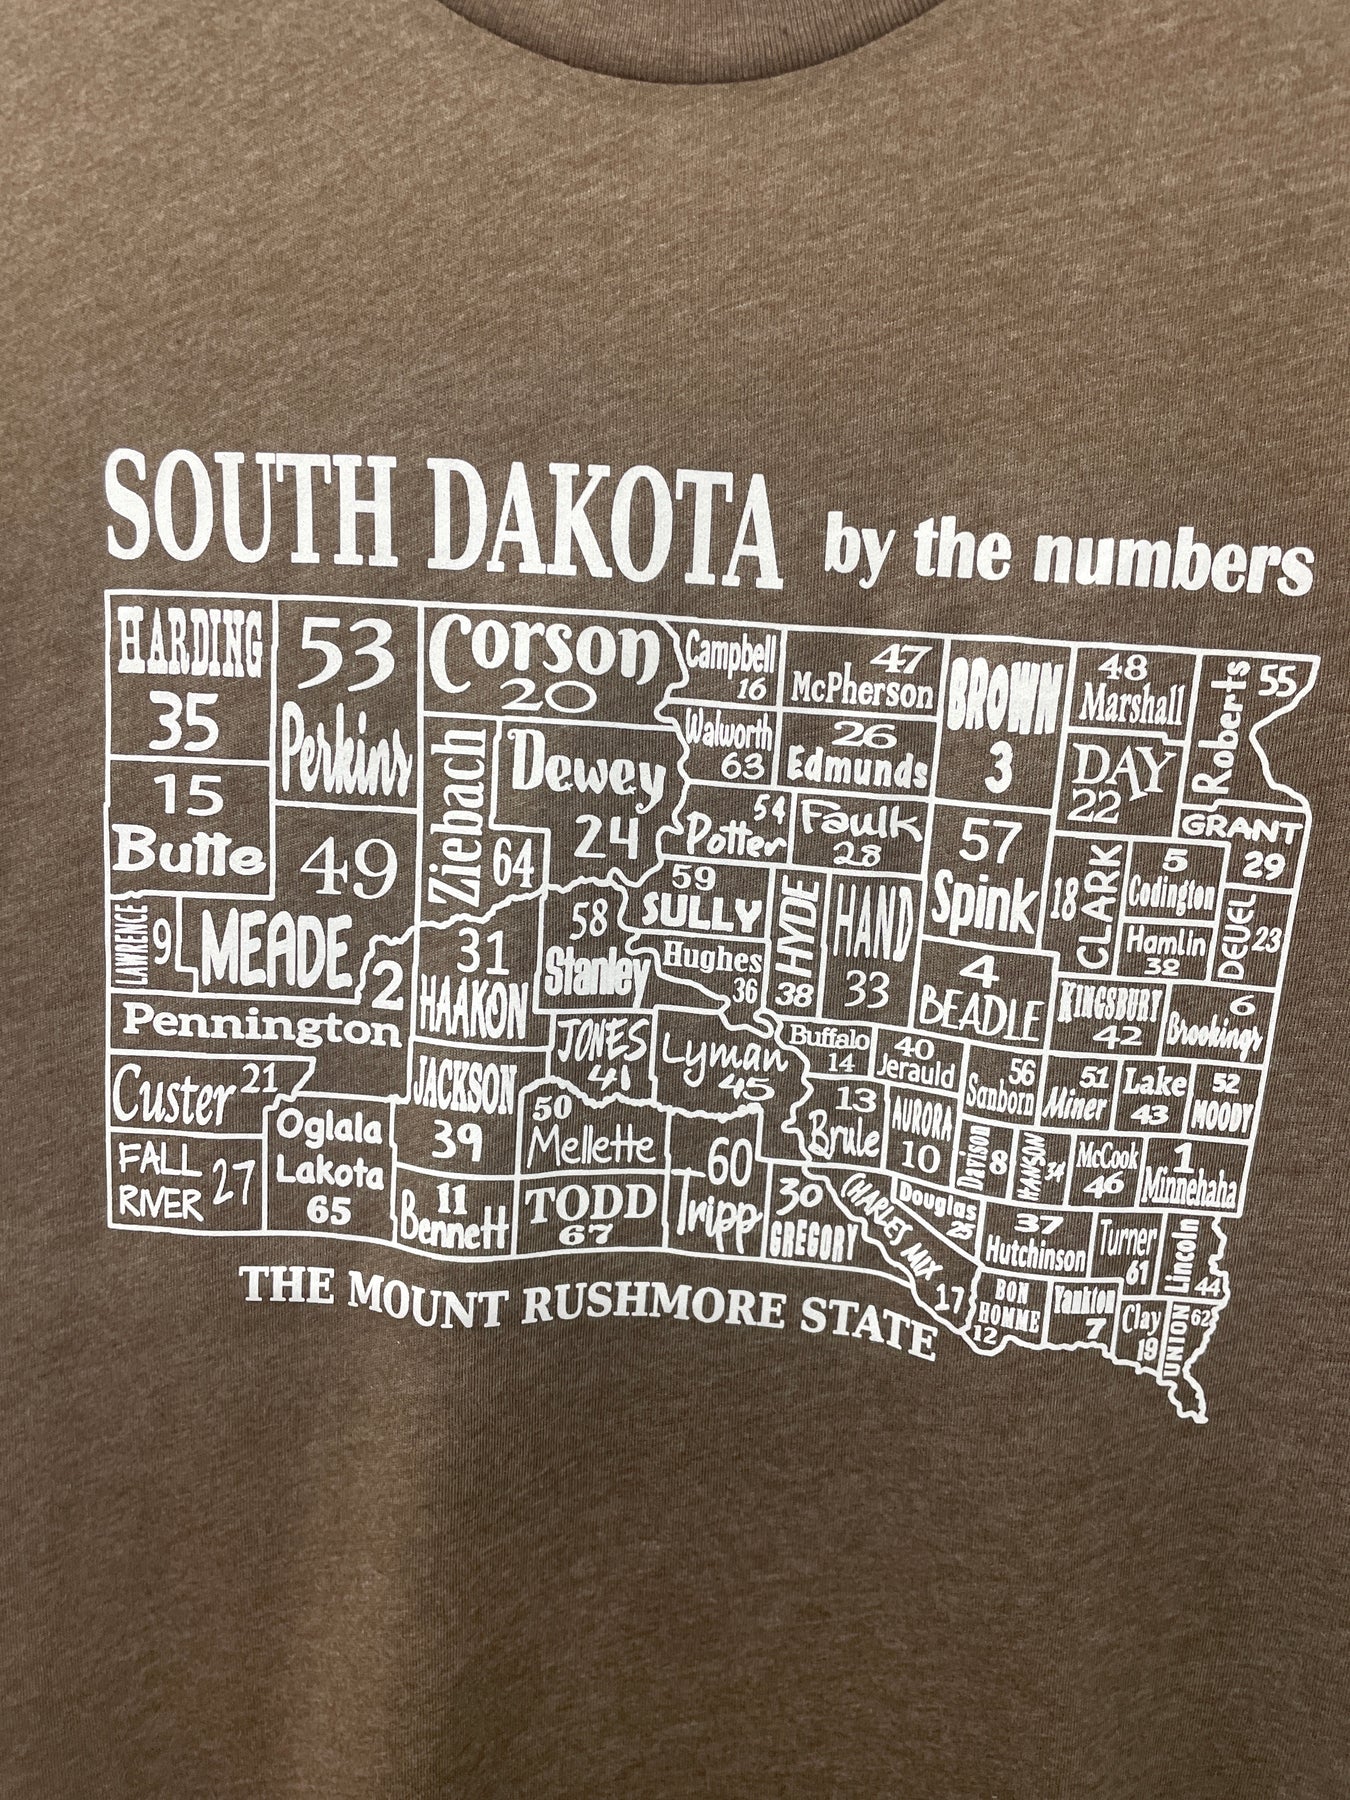 SOUTH DAKOTA by the numbers
HARDING
35
53
Perkins
Corson
20
Campbell
16
47
McPherson
BROWN
3
48
Marshall
Roberts
55
15
Butte
49
MEADE
Ziebach
64
Dewey
24
Walworth
63
26
Edmunds
DAY
22
54
Potter
Faulk
28
57
Spink
GRANT
29
18
CLARK
5
Codington
Hamlin
32
DEUEL
23
LAWRENCE
9
2
Pennington
31
HAAKON
58
Stanley
59
SULLY
Hughes
36
HYDE
38
HAND
33
4
BEADLE
KINGSBURY
42
6
Brookings
Custer
21
JACKSON
39
JONES
41
Lyman
45
Buffalo
14
40
Jerauld
56
Sanborn
51
Miner
Lake
43
52
MOODY
FALL
RIVER
27
Oglala
Lakota
65
50
Mellette
13
Brule
AURORA
10
Davison
8
HANSON
34
McCook
46
1
Minnehaha
11
Bennett
TODD
67
60
Tripp
30
GREGORY
CHARLES MIX
17
Douglas
25
37
Hutchinson
Turner
61
Lincoln
44
BON
HOMME
12
Yankton
7
Clay
19
UNION
62
THE MOUNT RUSHMORE STATE